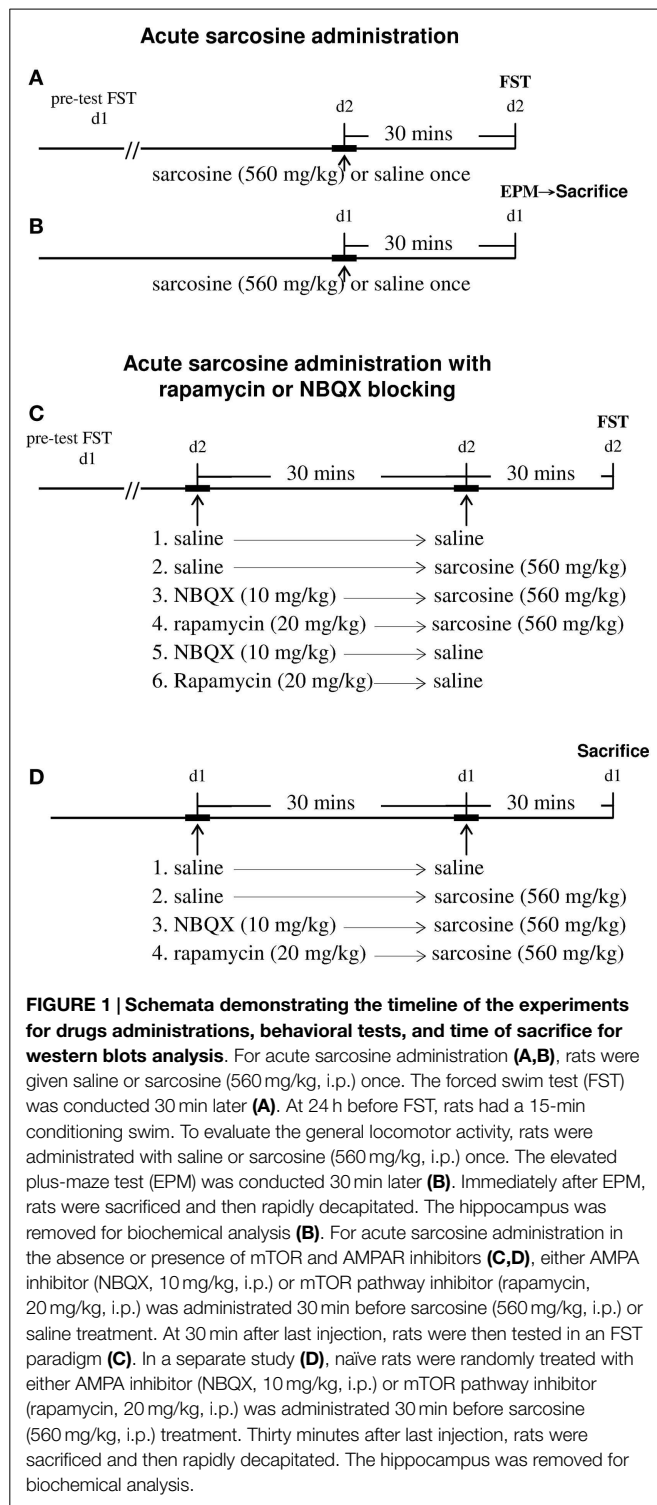 Acute sarcosine administration
A
pre-test FST
d1
//
d2
30 mins
FST
d2
sarcosine (560 mg/kg) or saline once
B
d1
30 mins
EPM→Sacrifice
d1
sarcosine (560 mg/kg) or saline once
Acute sarcosine administration with
rapamycin or NBQX blocking
C
pre-test FST
d1
//
d2
30 mins
d2
30 mins
FST
d2
1. saline → saline
2. saline → sarcosine (560 mg/kg)
3. NBQX (10 mg/kg) → sarcosine (560 mg/kg)
4. rapamycin (20 mg/kg) → sarcosine (560 mg/kg)
5. NBQX (10 mg/kg) → saline
6. Rapamycin (20 mg/kg) → saline
D
d1
30 mins
d1
30 mins
Sacrifice
d1
1. saline → saline
2. saline → sarcosine (560 mg/kg)
3. NBQX (10 mg/kg) → sarcosine (560 mg/kg)
4. rapamycin (20 mg/kg) → sarcosine (560 mg/kg)
FIGURE 1 | Schemata demonstrating the timeline of the experiments
for drugs administrations, behavioral tests, and time of sacrifice for
western blots analysis. For acute sarcosine administration (A,B), rats were
given saline or sarcosine (560 mg/kg, i.p.) once. The forced swim test (FST)
was conducted 30 min later (A). At 24 h before FST, rats had a 15-min
conditioning swim. To evaluate the general locomotor activity, rats were
administrated with saline or sarcosine (560 mg/kg, i.p.) once. The elevated
plus-maze test (EPM) was conducted 30 min later (B). Immediately after EPM,
rats were sacrificed and then rapidly decapitated. The hippocampus was
removed for biochemical analysis (B). For acute sarcosine administration in
the absence or presence of mTOR and AMPAR inhibitors (C,D), either AMPA
inhibitor (NBQX, 10 mg/kg, i.p.) or mTOR pathway inhibitor (rapamycin,
20 mg/kg, i.p.) was administrated 30 min before sarcosine (560 mg/kg, i.p.) or
saline treatment. At 30 min after last injection, rats were then tested in an FST
paradigm (C). In a separate study (D), naïve rats were randomly treated with
either AMPA inhibitor (NBQX, 10 mg/kg, i.p.) or mTOR pathway inhibitor
(rapamycin, 20 mg/kg, i.p.) was administrated 30 min before sarcosine
(560 mg/kg, i.p.) treatment. Thirty minutes after last injection, rats were
sacrificed and then rapidly decapitated. The hippocampus was removed for
biochemical analysis.